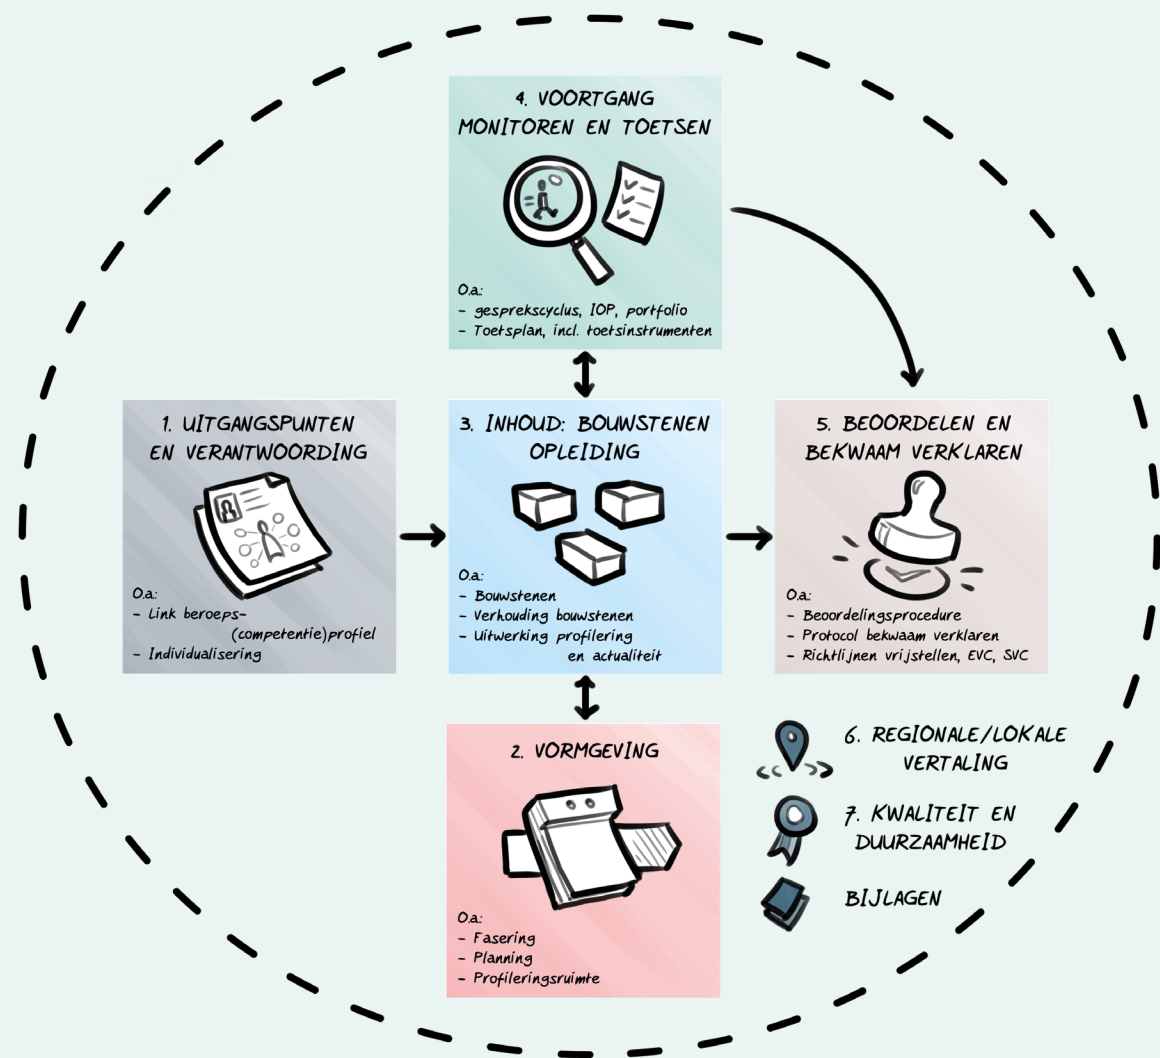 4. VOORTGANG
MONITOREN EN TOETSEN
O.a.:
- gesprekscyclus, IOP, portfolio
- Toetsplan, incl. toetsinstrumenten
1. UITGANGSPUNTEN
EN VERANTWOORDING
O.a.:
- Link beroeps-
(competentie)profiel
- Individualisering
3. INHOUD: BOUWSTENEN
OPLEIDING
O.a.:
- Bouwstenen
- Verhouding bouwstenen
- Uitwerking profilering
en actualiteit
5. BEOORDELEN EN
BEKWAAM VERKLAREN
O.a.:
- Beoordelingsprocedure
- Protocol bekwaam verklaren
- Richtlijnen vrijstellen, EVC, SVC
2. VORMGEVING
O.a.:
- Fasering
- Planning
- Profileringsruimte
6. REGIONALE/LOKALE
VERTALING
7. KWALITEIT EN
DUURZAAMHEID
BIJLAGEN